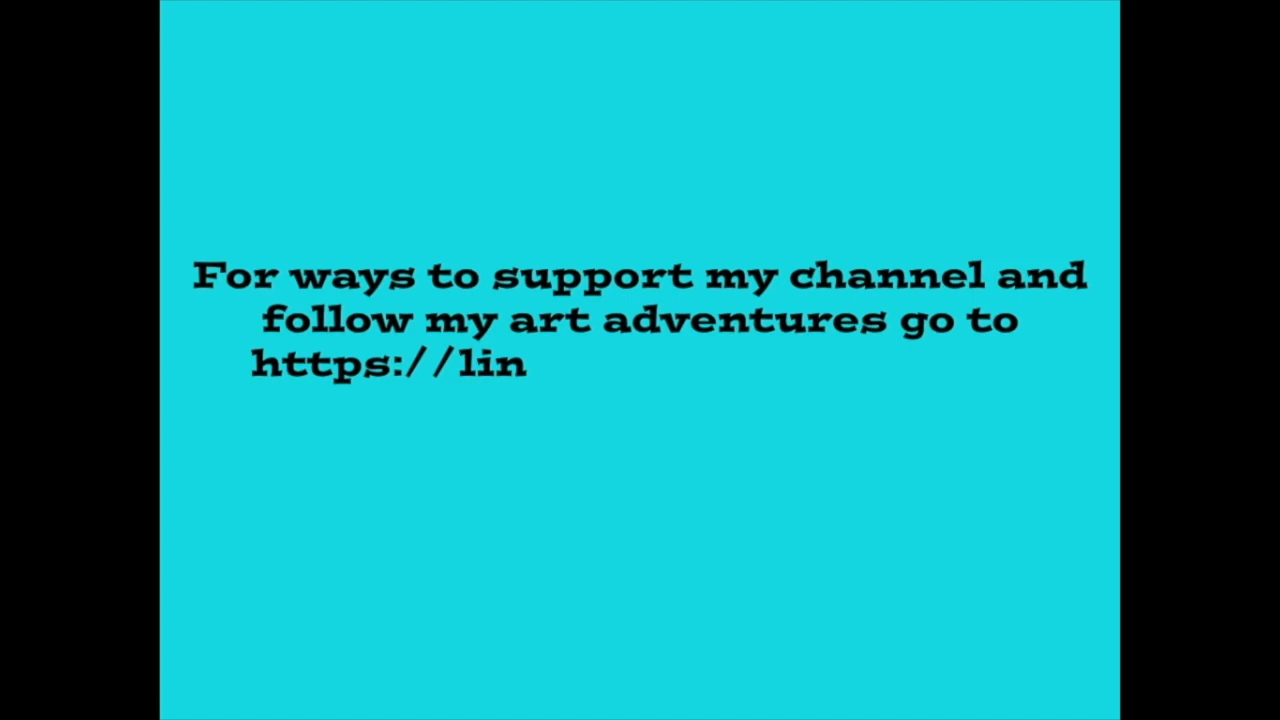 For ways to support my channel and
follow my art adventures go to
https://lin